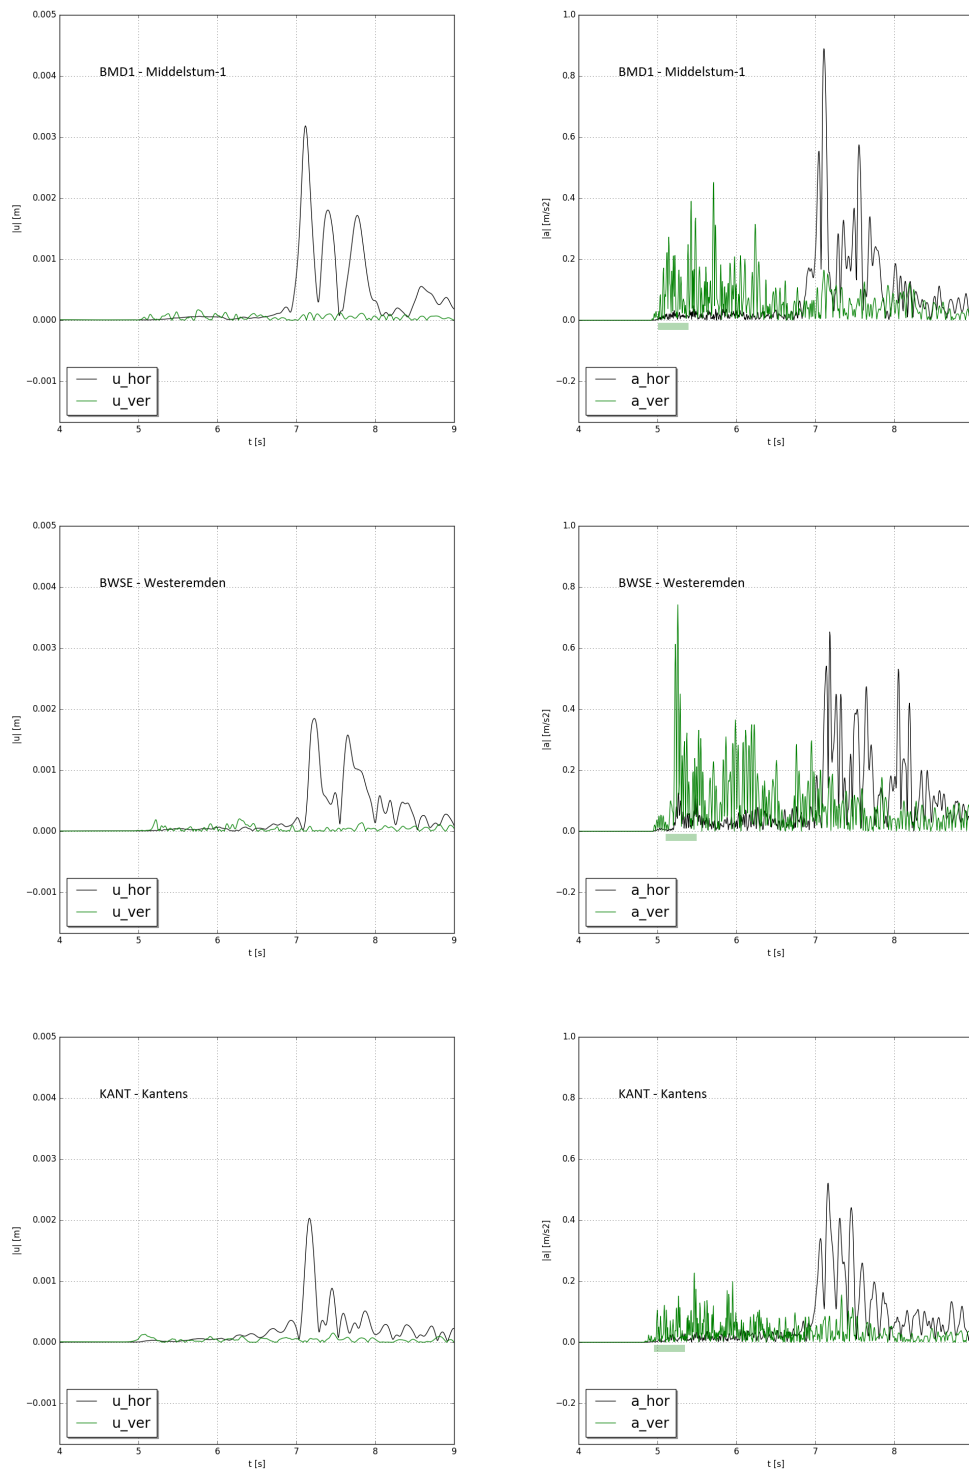 0.005
0.004
0.003
0.002
0.001
0.000
−0.001
|u| [m]
BMD1 - Middelstum-1
u_hor
u_ver
4 5 6 7 8 9
t [s]
1.0
0.8
0.6
0.4
0.2
0.0
−0.2
|a| [m/s2]
BMD1 - Middelstum-1
a_hor
a_ver
4 5 6 7 8
t [s]
0.005
0.004
0.003
0.002
0.001
0.000
−0.001
|u| [m]
BWSE - Westeremden
u_hor
u_ver
4 5 6 7 8 9
t [s]
1.0
0.8
0.6
0.4
0.2
0.0
−0.2
|a| [m/s2]
BWSE - Westeremden
a_hor
a_ver
4 5 6 7 8
t [s]
0.005
0.004
0.003
0.002
0.001
0.000
−0.001
|u| [m]
KANT - Kantens
u_hor
u_ver
4 5 6 7 8 9
t [s]
1.0
0.8
0.6
0.4
0.2
0.0
−0.2
|a| [m/s2]
KANT - Kantens
a_hor
a_ver
4 5 6 7 8
t [s]